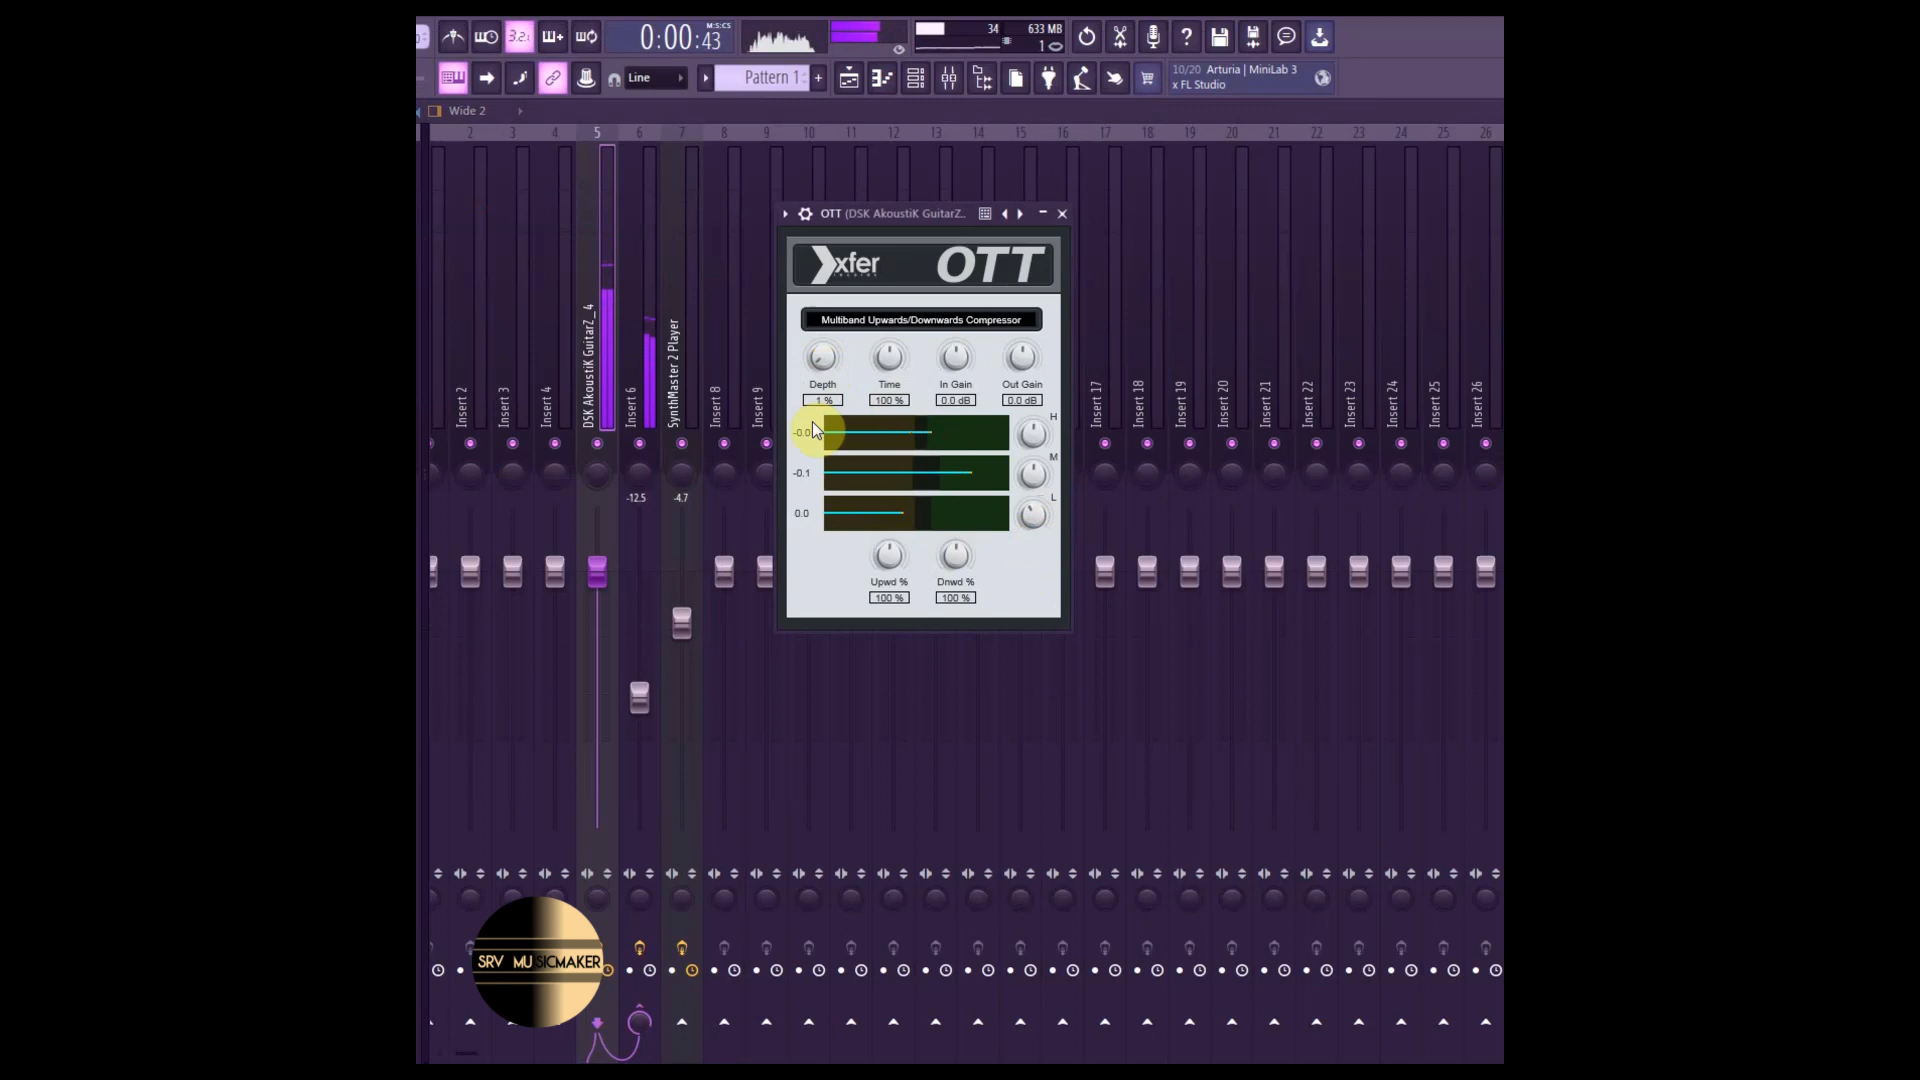 3.2:
0:00:43
M:S:CS
34
633 MB
1
Line
Pattern 1
10/20 Arturia | MiniLab 3
x FL Studio
Wide 2
2 3 4 5 6 7 8 9 10 11 12 13 14 15 16 17 18 19 20 21 22 23 24 25 26
OTT (DSK AkoustiK GuitarZ..
xfer
OTT
Multiband Upwards/Downwards Compressor
Depth Time In Gain Out Gain
1 % 100 % 0.0 dB 0.0 dB
H
-0.0
M
-0.1
L
0.0
Upwd % Dnwd %
100 % 100 %
Insert 2
Insert 3
Insert 4
DSK AkoustiK GuitarZ_4
Insert 6
SynthMaster 2 Player
Insert 8
Insert 9
Insert 17
Insert 18
Insert 19
Insert 20
Insert 21
Insert 22
Insert 23
Insert 24
Insert 25
Insert 26
-12.5
-4.7
SRV MUSICMAKER